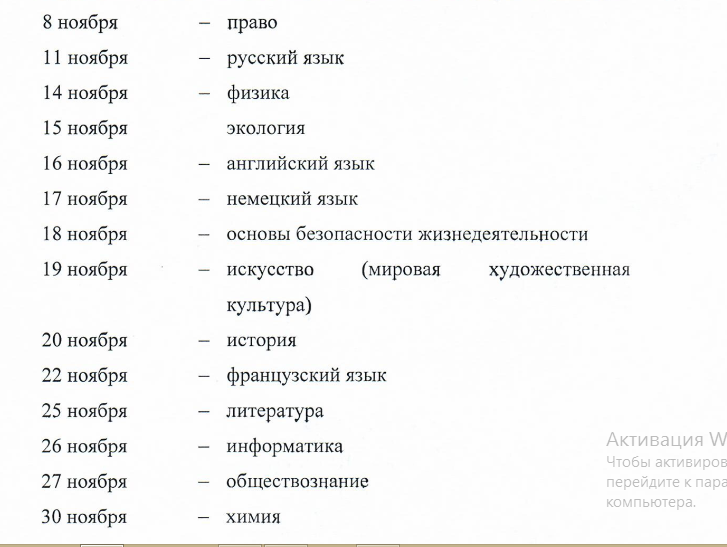 8 ноября – право
11 ноября – русский язык
14 ноября – физика
15 ноября экология
16 ноября – английский язык
17 ноября – немецкий язык
18 ноября – основы безопасности жизнедеятельности
19 ноября – искусство (мировая художественная
культура)
20 ноября – история
22 ноября – французский язык
25 ноября – литература
26 ноября – информатика
27 ноября – обществознание
30 ноября – химия
Активация W
Чтобы активиров
перейдите к пара
компьютера.